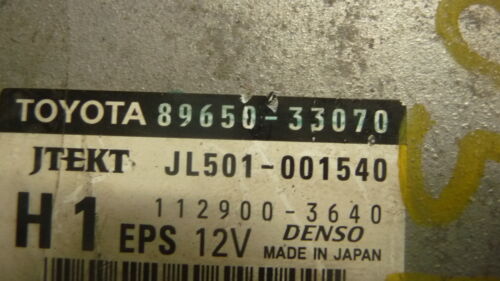 TOYOTA 89650-33070
JTEKT JL501-001540
H1 112900-3640
EPS 12V DENSO
MADE IN JAPAN